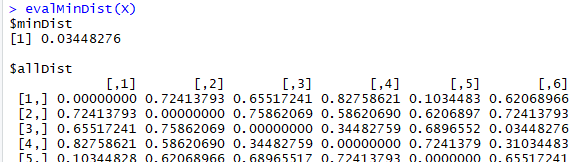 > evalMinDist(X)
$minDist
[1] 0.03448276
$allDist
[,1] [,2] [,3] [,4] [,5] [,6]
[1,] 0.00000000 0.72413793 0.65517241 0.82758621 0.1034483 0.62068966
[2,] 0.72413793 0.00000000 0.75862069 0.58620690 0.6206897 0.72413793
[3,] 0.65517241 0.75862069 0.00000000 0.34482759 0.6896552 0.03448276
[4,] 0.82758621 0.58620690 0.34482759 0.00000000 0.7241379 0.31034483
[5,] 0.10344828 0.62068966 0.68965517 0.72413793 0.0000000 0.65517241